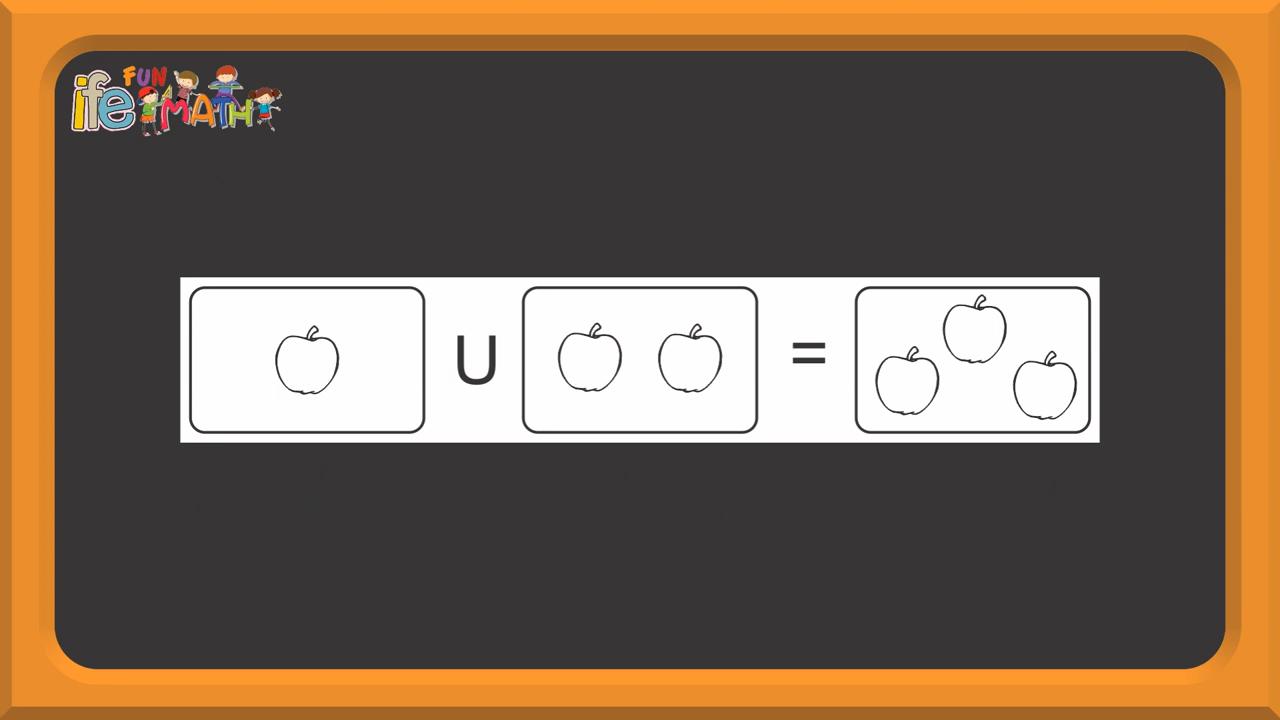 ife FUN MATH
U =